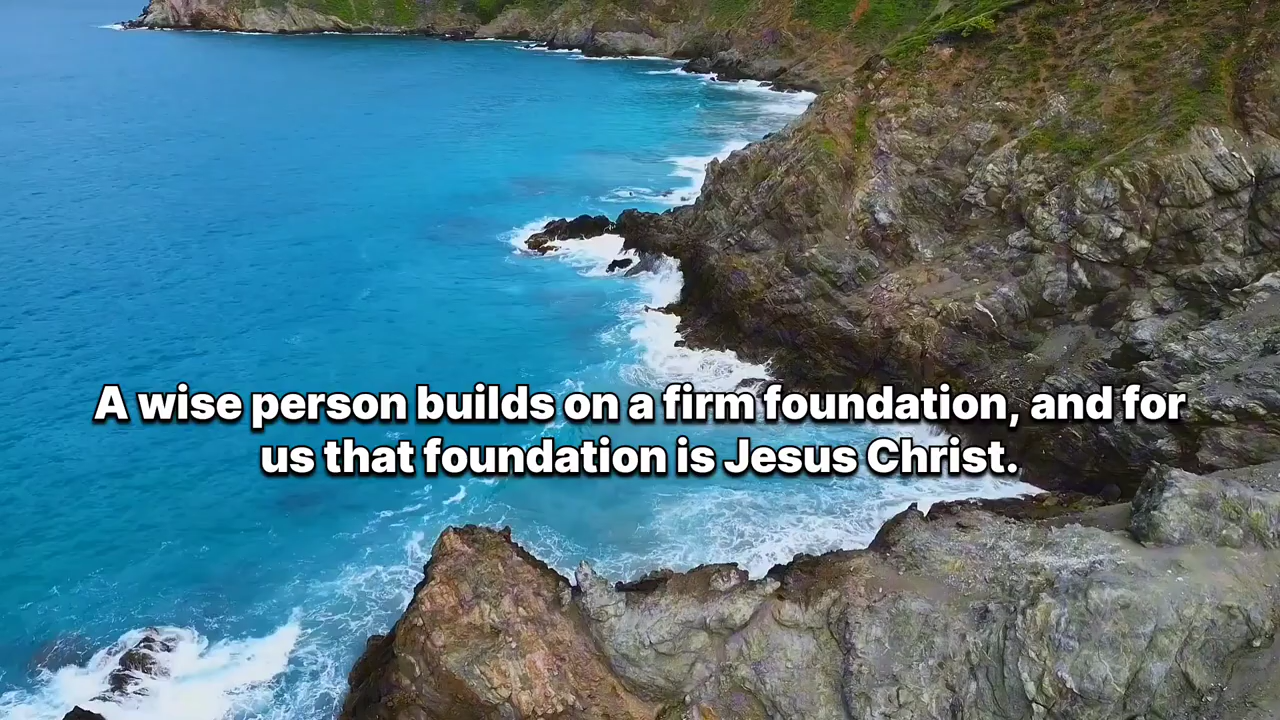 A wise person builds on a firm foundation, and for
us that foundation is Jesus Christ.